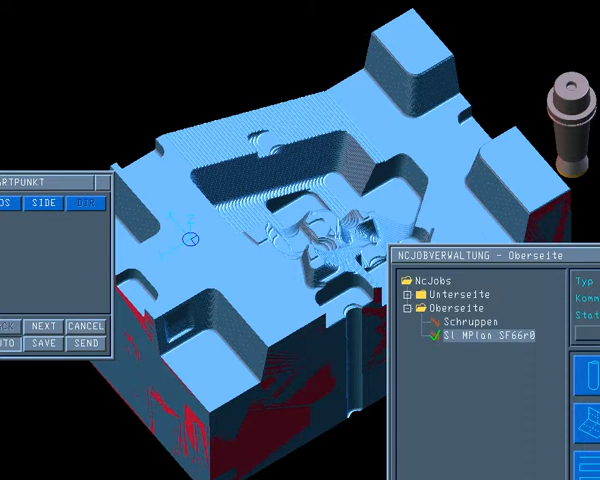 ARTPUNKT
OS SIDE DIR
CK NEXT CANCEL
UTO SAVE SEND
Z
NCJOBVERWALTUNG - Oberseite
NcJobs
Unterseite
Oberseite
Schruppen
Sl MPlan SF66r0
Typ
Komm
Stat